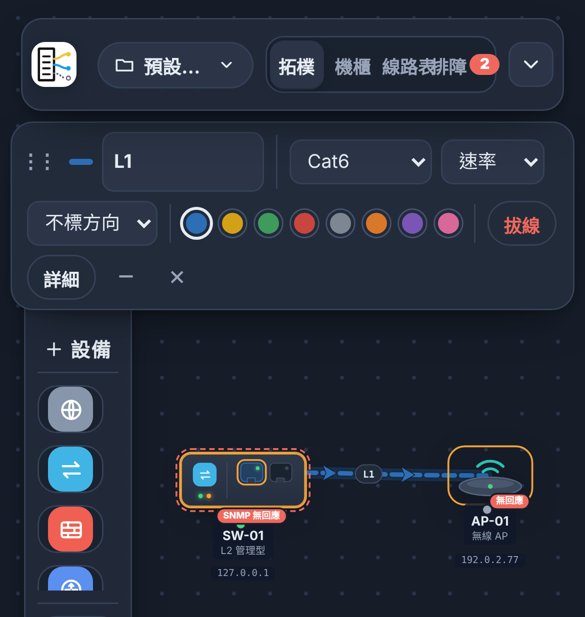 預設...
拓樸
機櫃
線路表
排障
2
L1
Cat6
速率
不標方向
拔線
詳細
+ 設備
L1
SNMP 無回應
SW-01
L2 管理型
127.0.0.1
無回應
AP-01
無線 AP
192.0.2.77